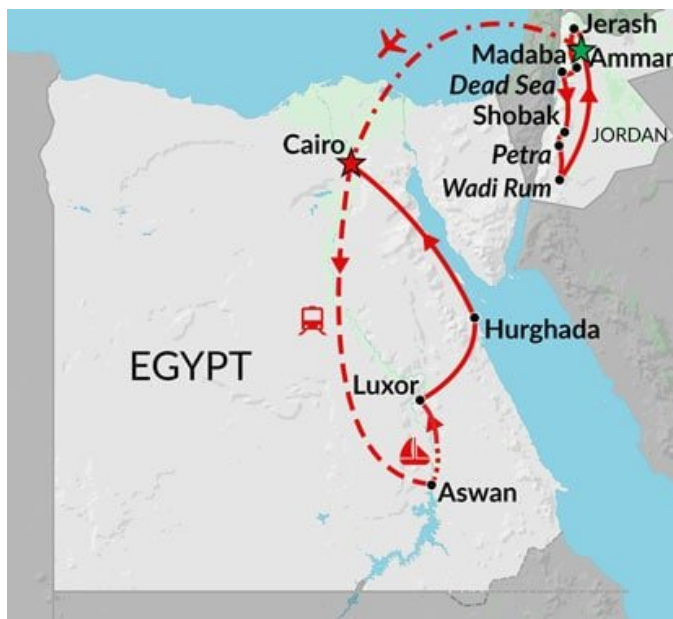 Jerash
Madaba
Amman
Dead Sea
Shobak
JORDAN
Petra
Wadi Rum
Cairo
Hurghada
EGYPT
Luxor
Aswan